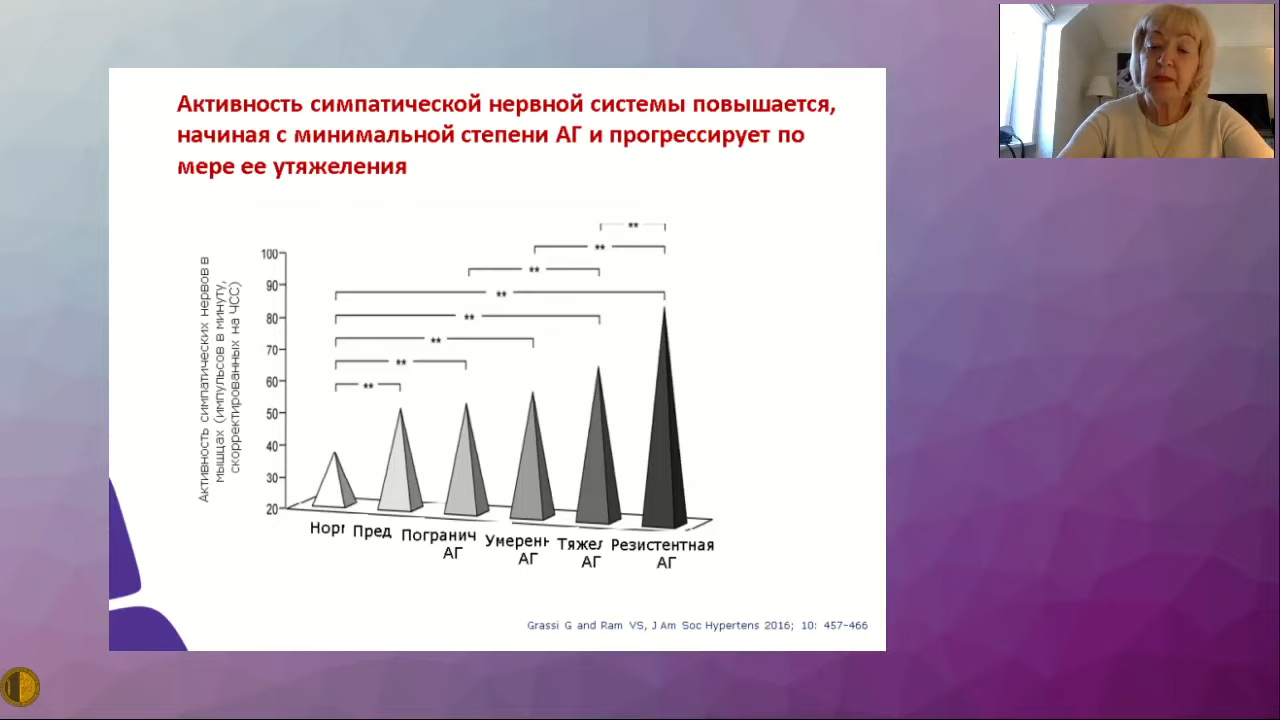 Активность симпатической нервной системы повышается,
начиная с минимальной степени АГ и прогрессирует по
мере ее утяжеления
Активность симпатических нервов в
мышцах (импульсов в минуту,
скорректированных на ЧСС)
**
**
**
**
**
**
**
**
100
90
80
70
60
50
40
30
20
Норм
Пред
Погранич
АГ
Умеренн
АГ
Тяжел
АГ
Резистентная
АГ
Grassi G and Ram VS, J Am Soc Hypertens 2016; 10: 457-466